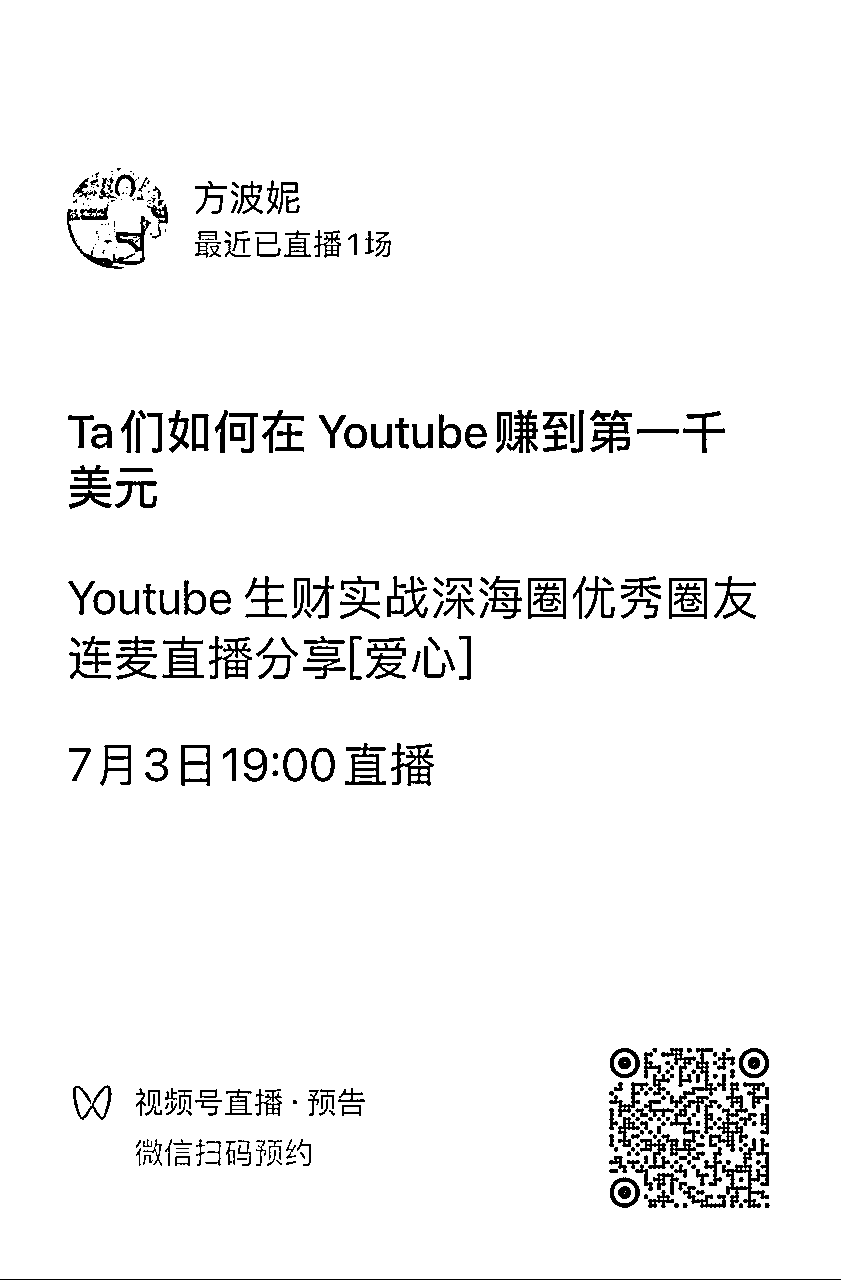 方波妮
最近已直播1场
Ta们如何在 Youtube赚到第一千
美元
Youtube 生财实战深海圈优秀圈友
连麦直播分享[爱心]
7月3日19:00直播
视频号直播 · 预告
微信扫码预约